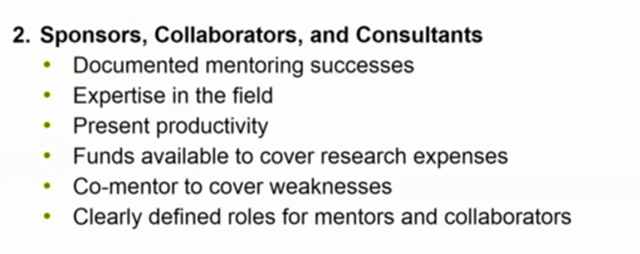 2. Sponsors, Collaborators, and Consultants
• Documented mentoring successes
• Expertise in the field
• Present productivity
• Funds available to cover research expenses
• Co-mentor to cover weaknesses
• Clearly defined roles for mentors and collaborators